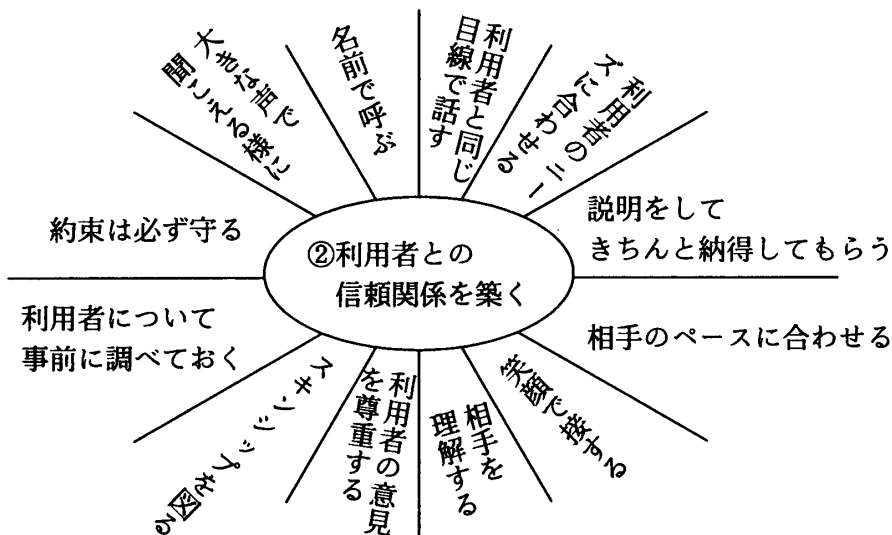 大きな声で
聞こえる様に
名前で呼ぶ
利用者と同じ
目線で話す
利用者のニー
ズに合わせる
約束は必ず守る
②利用者との
信頼関係を築く
説明をして
きちんと納得してもらう
利用者について
事前に調べておく
相手のペースに合わせる
スキンシップを図る
利用者の意見
を尊重する
相手を
理解する
笑顔で接する